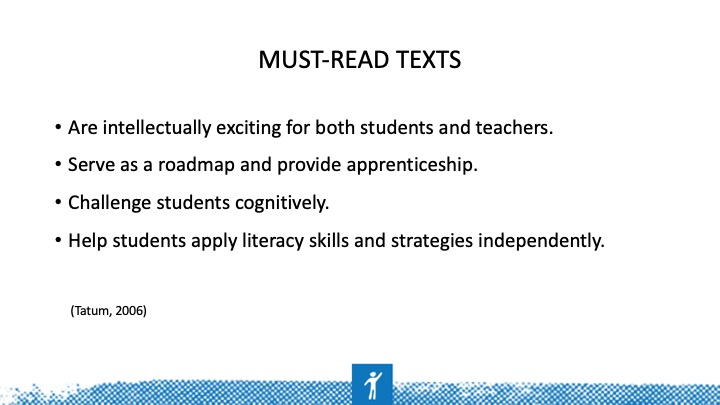 MUST-READ TEXTS
• Are intellectually exciting for both students and teachers.
• Serve as a roadmap and provide apprenticeship.
• Challenge students cognitively.
• Help students apply literacy skills and strategies independently.
(Tatum, 2006)